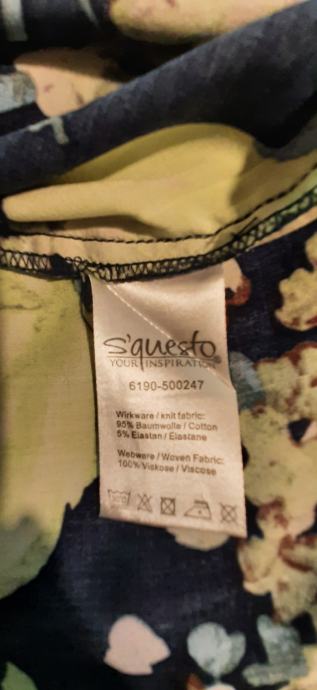 S'questo®
YOUR INSPIRATION
6190-500247
Wirkware / knit fabric:
95% Baumwolle / Cotton
5% Elastan / Elastane
Webware / Woven Fabric:
100% Viskose / Viscose